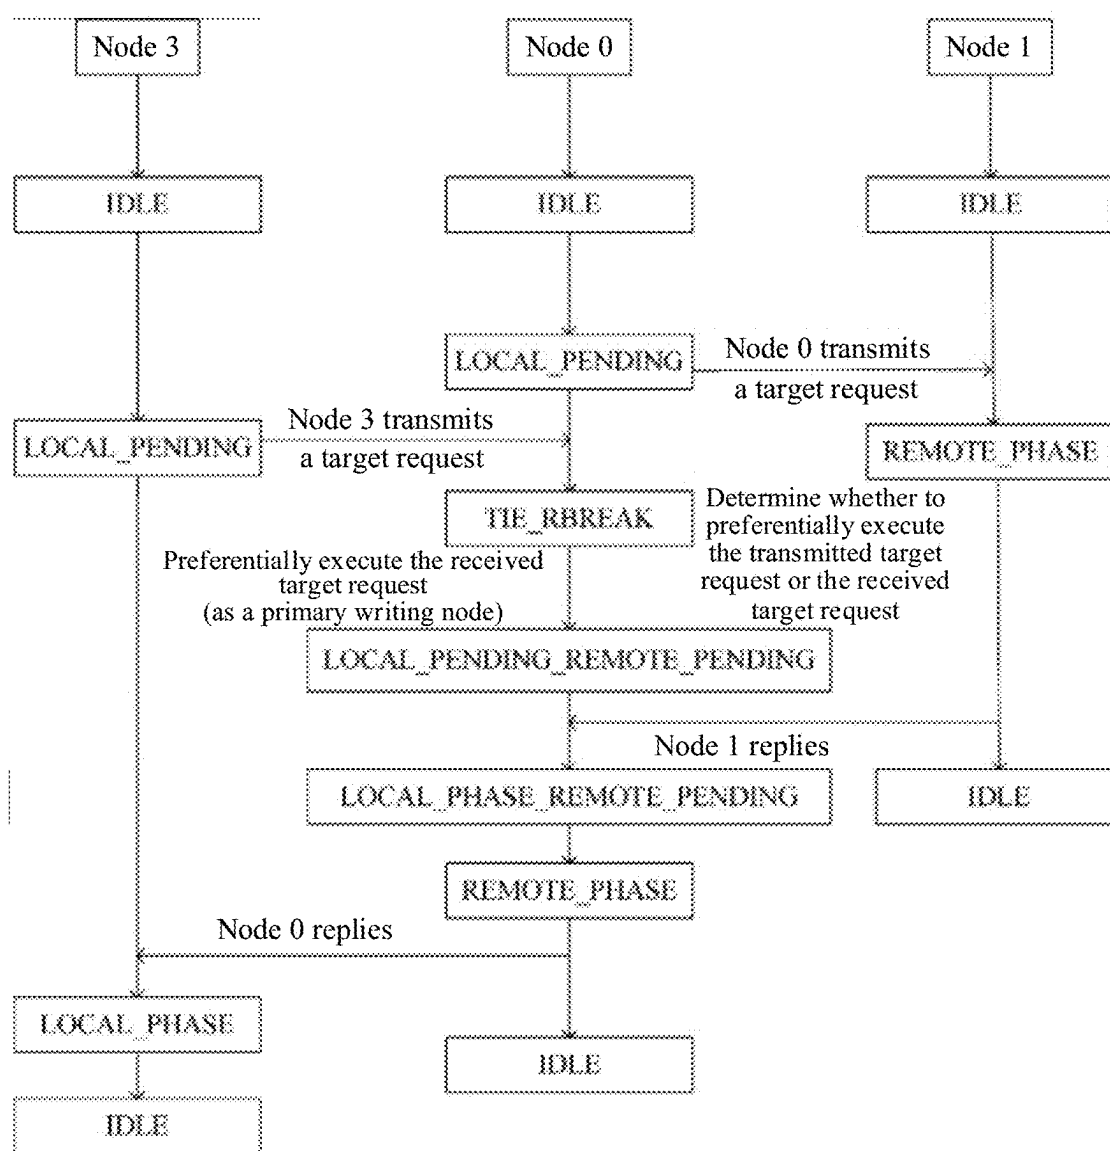 Node 3
Node 0
Node 1
IDLE
IDLE
IDLE
LOCAL_PENDING
Node 0 transmits
a target request
LOCAL_PENDING
Node 3 transmits
a target request
REMOTE_PHASE
TIE_RBREAK
Determine whether to
preferentially execute
the transmitted target
request or the received
target request
Preferentially execute the received
target request
(as a primary writing node)
LOCAL_PENDING_REMOTE_PENDING
Node 1 replies
LOCAL_PHASE_REMOTE_PENDING
IDLE
REMOTE_PHASE
Node 0 replies
LOCAL_PHASE
IDLE
IDLE